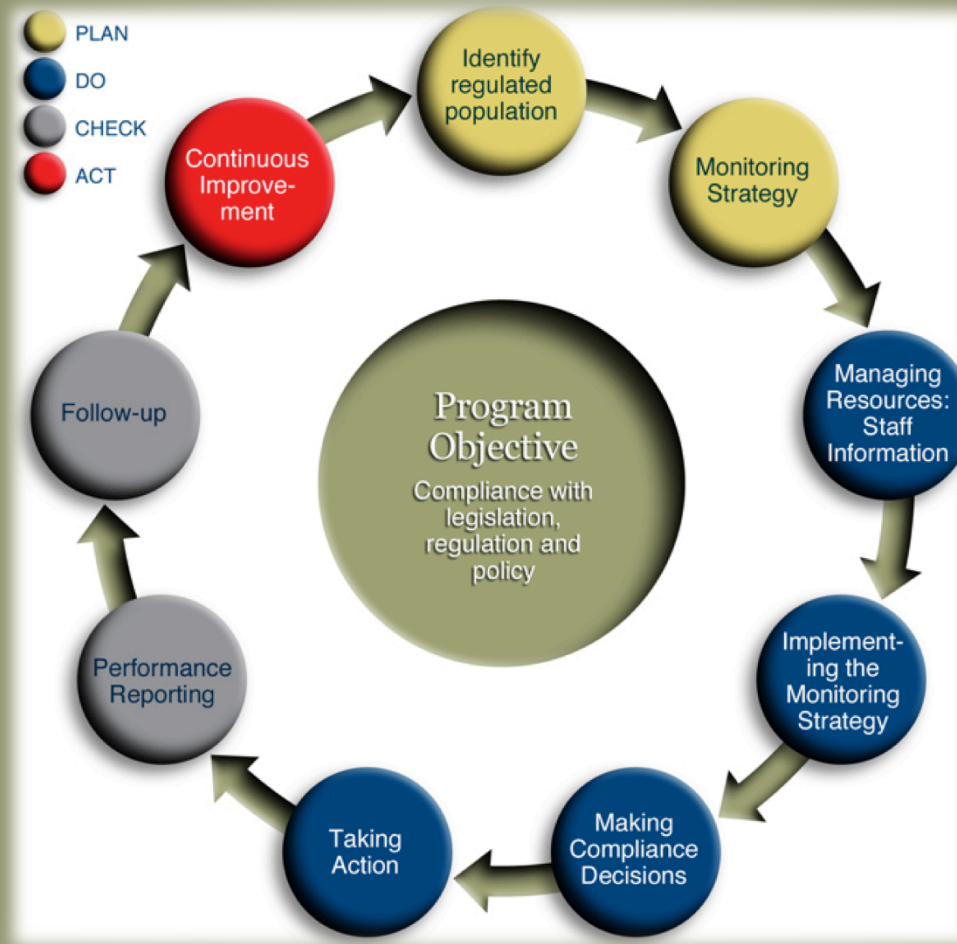 PLAN
DO
CHECK
ACT
Identify
regulated
population
Monitoring
Strategy
Managing
Resources:
Staff
Information
Implement-
ing the
Monitoring
Strategy
Making
Compliance
Decisions
Taking
Action
Performance
Reporting
Follow-up
Continuous
Improve-
ment
Program
Objective
Compliance with
legislation,
regulation and
policy